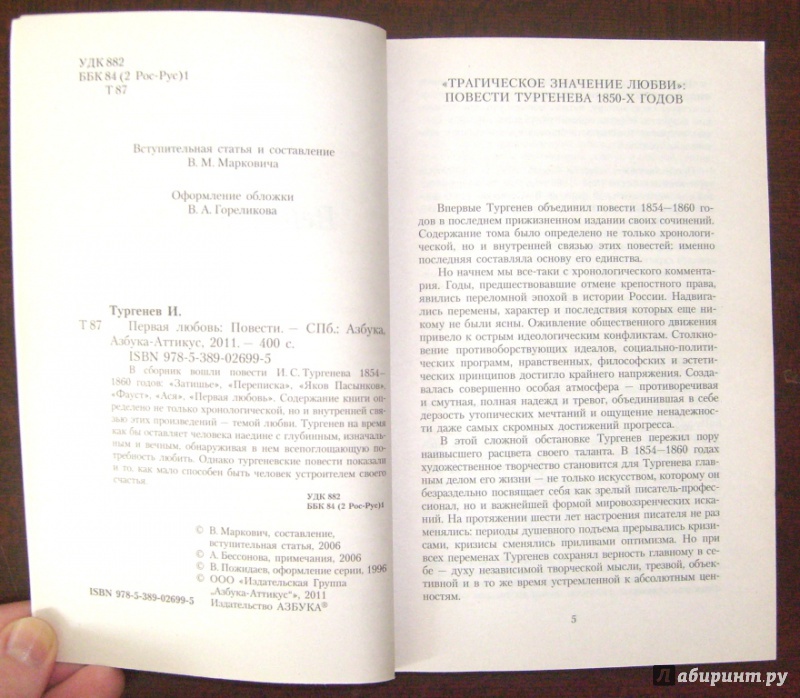 УДК 882
ББК 84 (2 Рос-Рус)1
Т 87
Вступительная статья и составление
В. М. Марковича
Оформление обложки
В. А. Гореликова
Тургенев И.
Т 87 Первая любовь: Повести. — СПб.: Азбука,
Азбука-Аттикус, 2011. — 400 с.
ISBN 978-5-389-02699-5
В сборник вошли повести И. С. Тургенева 1854—
1860 годов: «Затишье», «Переписка», «Яков Пасынков»,
«Фауст», «Ася», «Первая любовь». Содержание книги оп-
ределено не только хронологической, но и внутренней свя-
зью этих произведений — темой любви. Тургенев на время
как бы оставляет человека наедине с глубинным, изначаль-
ным и вечным, обнаруживая в нем всепоглощающую по-
требность любить. Однако тургеневские повести показали
и то, как мало способен быть человек устроителем своего
счастья.
УДК 882
ББК 84 (2 Рос-Рус)1
© В. Маркович, составление,
вступительная статья, 2006
© А. Бессонова, примечания, 2006
© В. Пожидаев, оформление серии, 1996
© ООО «Издательская Группа
„Азбука-Аттикус“», 2011
ISBN 978-5-389-02699-5 Издательство АЗБУКА®
«ТРАГИЧЕСКОЕ ЗНАЧЕНИЕ ЛЮБВИ»:
ПОВЕСТИ ТУРГЕНЕВА 1850-Х ГОДОВ
Впервые Тургенев объединил повести 1854—1860 го-
дов в последнем прижизненном издании своих сочинений.
Содержание тома было определено не только хронологи-
ческой, но и внутренней связью этих повестей; именно
последняя составляла основу его единства.
Но начнем мы все-таки с хронологического коммента-
рия. Годы, предшествовавшие отмене крепостного права,
явились переломной эпохой в истории России. Надвига-
лись перемены, характер и последствия которых еще ни-
кому не были ясны. Оживление общественного движения
привело к острым идеологическим конфликтам. Столкно-
вение противоборствующих идеалов, социально-полити-
ческих программ, нравственных, философских и эстети-
ческих принципов достигло крайнего напряжения. Созда-
валась совершенно особая атмосфера — противоречивая
и смутная, полная надежд и тревог, объединившая в себе
дерзость утопических мечтаний и ощущение ненадежно-
сти даже самых скромных достижений прогресса.
В этой сложной обстановке Тургенев пережил пору
наивысшего расцвета своего таланта. В 1854—1860 годах
художественное творчество становится для Тургенева глав-
ным делом его жизни — не только искусством, которому он
безраздельно посвящает себя как зрелый писатель-профес-
сионал, но и важнейшей формой мировоззренческих иска-
ний. На протяжении шести лет настроения писателя не раз
менялись: периоды душевного подъема прерывались кризи-
сами, кризисы сменялись приливами оптимизма. Но при
всех переменах Тургенев сохранял верность главному в се-
бе — духу независимой творческой мысли, трезвой, объек-
тивной и в то же время устремленной к абсолютным цен-
ностям.
5
Лабиринт.ру